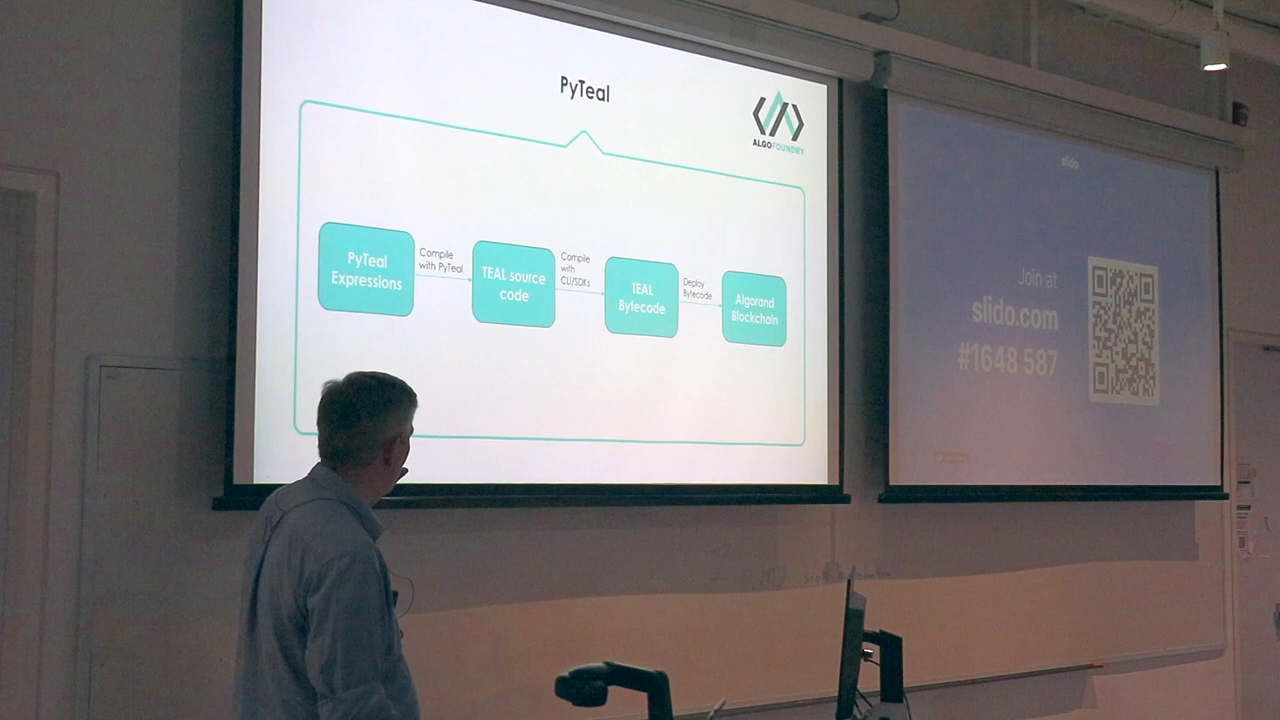 PyTeal
ALGOFOUNDRY
PyTeal
Expressions
Compile
with PyTeal
TEAL source
code
Compile
with
CLI/SDKs
TEAL
Bytecode
Deploy
Bytecode
Algorand
Blockchain
slido
Join at
slido.com
#1648 587